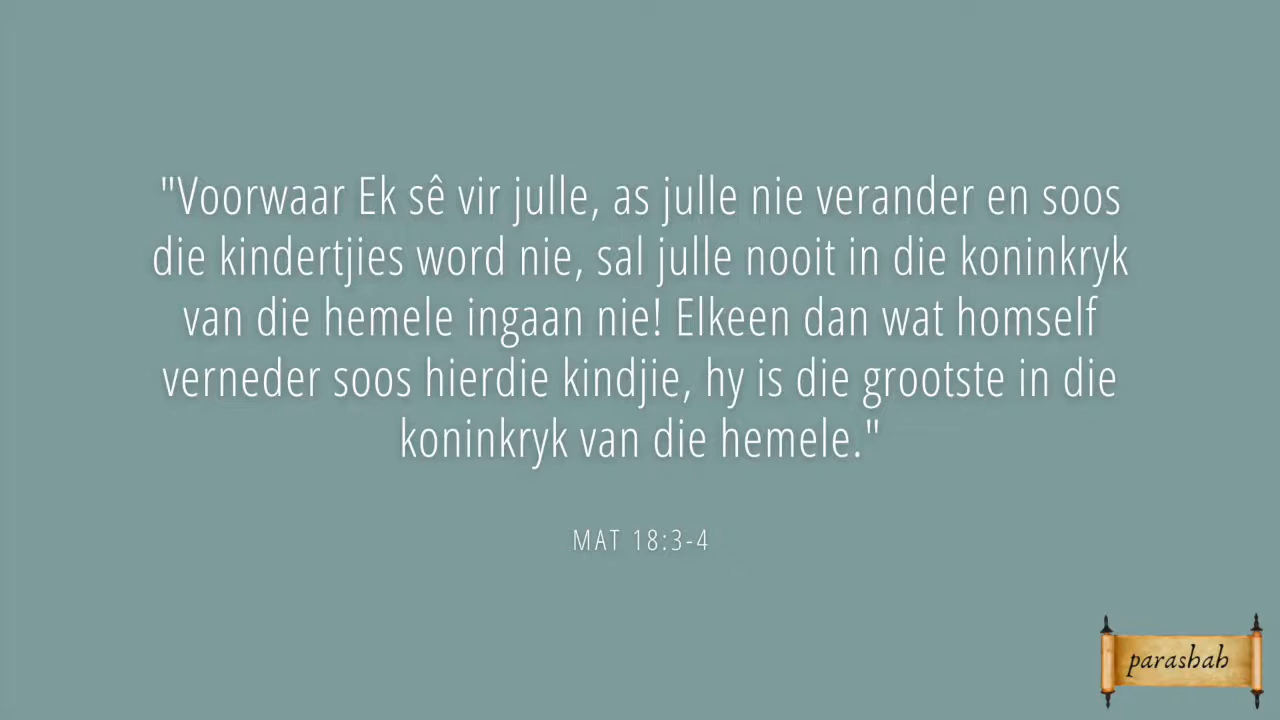 "Voorwaar Ek sê vir julle, as julle nie verander en soos
die kindertjies word nie, sal julle nooit in die koninkryk
van die hemele ingaan nie! Elkeen dan wat homself
verneder soos hierdie kindjie, hy is die grootste in die
koninkryk van die hemele."
MAT 18:3-4
parashah